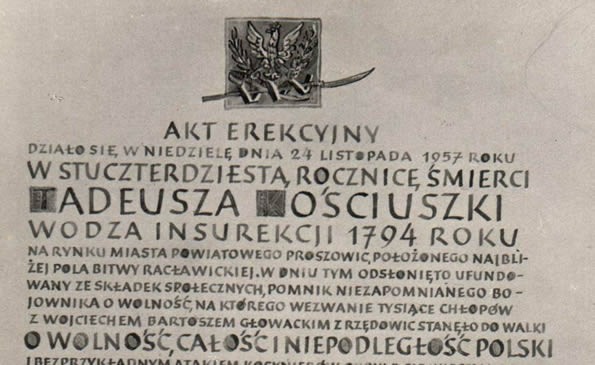 AKT EREKCYJNY
DZIAŁO SIĘ, W NIEDZIELĘ DNIA 24 LISTOPADA 1957 ROKU
W STUCZTERDZIESTĄ, ROCZNICĘ, ŚMIERCI
TADEUSZA KOŚCIUSZKI
WODZA INSUREKCJI 1794 ROKU
NA RYNKU MIASTA POWIATOWEGO PROSZOWIC, POŁOŻONEGO NAJBLI-
ŻEJ POLA BITWY RACŁAWICKIEJ. W DNIU TYM ODSŁONIĘTO UFUNDO-
WANY ZE SKŁADEK SPOŁECZNYCH, POMNIK NIEZAPOMNIANEGO BO-
JOWNIKA O WOLNOŚĆ, NA KTÓREGO WEZWANIE TYSIĄCE CHŁOPÓW
Z WOJCIECHEM BARTOSZEM GŁOWACKIM Z RZĘDOWIC STANĘŁO DO WALKI
O WOLNOŚĆ, CAŁOŚĆ I NIEPODLEGŁOŚĆ POLSKI
I BEZPRZYKŁADNYM ATAKIEM